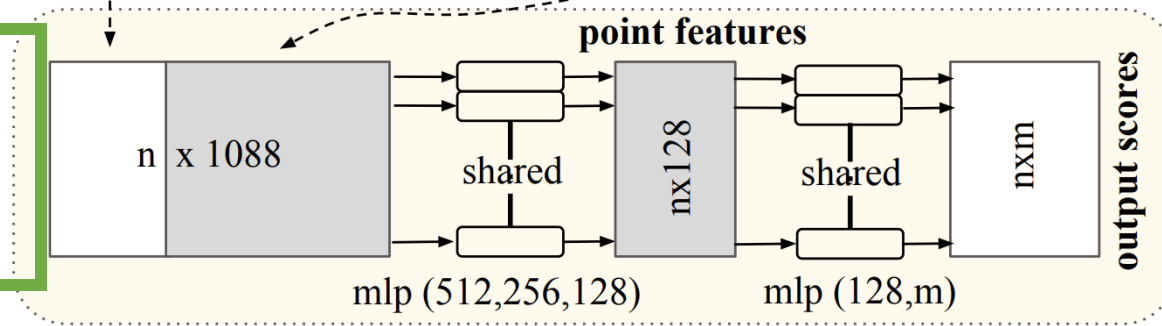 point features
n x 1088
shared
nx128
shared
nxm
output scores
mlp (512,256,128)
mlp (128,m)